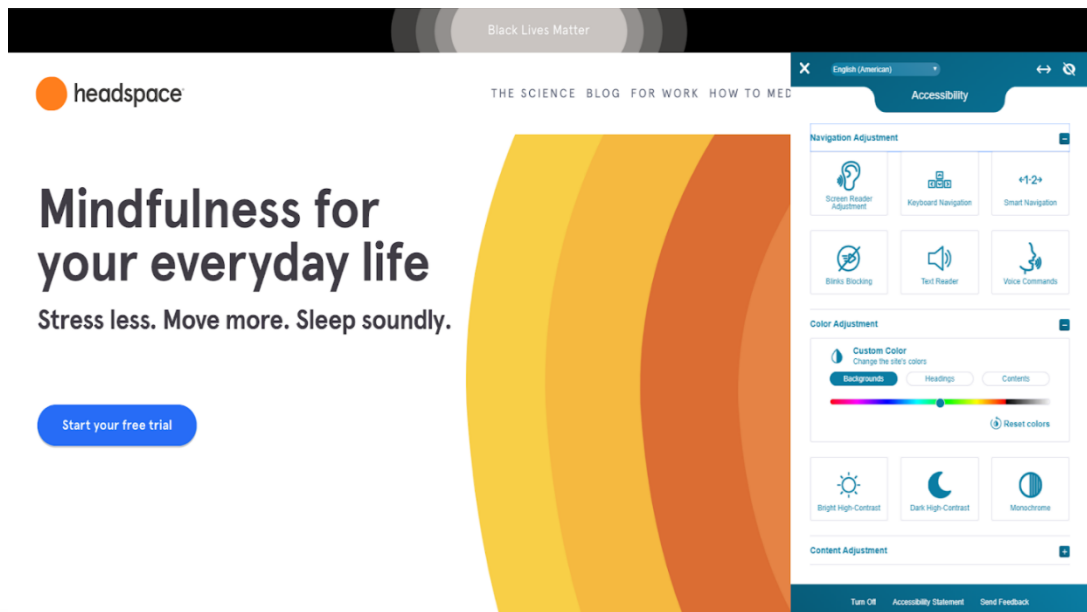 Black Lives Matter
headspace
THE SCIENCE BLOG FOR WORK HOW TO MED
Mindfulness for
your everyday life
Stress less. Move more. Sleep soundly.
Start your free trial
English (American)
Accessibility
Navigation Adjustment
Screen Reader
Adjustment
Keyboard Navigation
←1·2→
Smart Navigation
Blinks Blocking
Text Reader
Voice Commands
Color Adjustment
Custom Color
Change the site's colors
Backgrounds Headings Contents
Reset colors
Bright High-Contrast
Dark High-Contrast
Monochrome
Content Adjustment
Turn Off Accessibility Statement Send Feedback